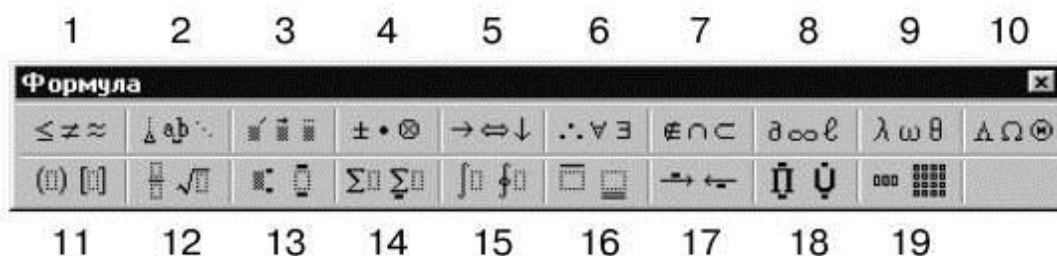 1 2 3 4 5 6 7 8 9 10
Формула
≤ ≠ ≈ a͟b ⋱ ± • ⊗ → ⇔ ↓ ∴ ∀ ∃ ∉ ∩ ⊂ ∂ ∞ ℓ λ ω θ Λ Ω Θ
(▯) [▯] √▯ Σ▯ Σ▯ ∫▯ ∮▯ → ← Π Ụ
11 12 13 14 15 16 17 18 19